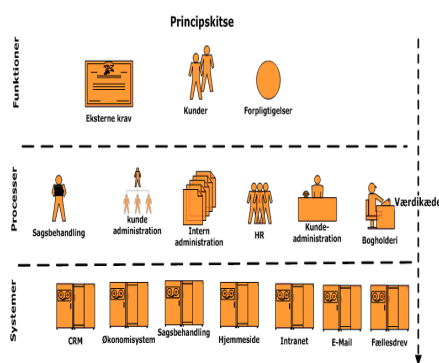 Principskitse
Funktioner
Eksterne krav
Kunder
Forpligtigelser
Processer
Sagsbehandling
kunde
administration
Intern
administration
HR
Kunde-
administration
Bogholderi
Værdikæde
Systemer
CRM
Økonomisystem
Sagsbehandling
Hjemmeside
Intranet
E-Mail
Fællesdrev